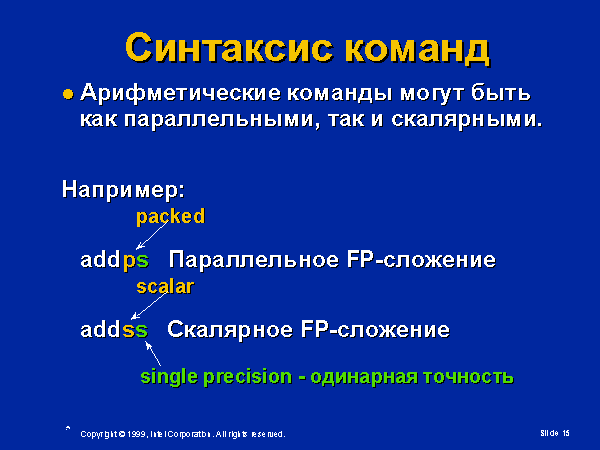 Синтаксис команд
Арифметические команды могут быть
как параллельными, так и скалярными.
Например:
packed
addps Параллельное FP-сложение
scalar
addss Скалярное FP-сложение
single precision - одинарная точность
Copyright © 1999, Intel Corporation. All rights reserved.
Slide 15